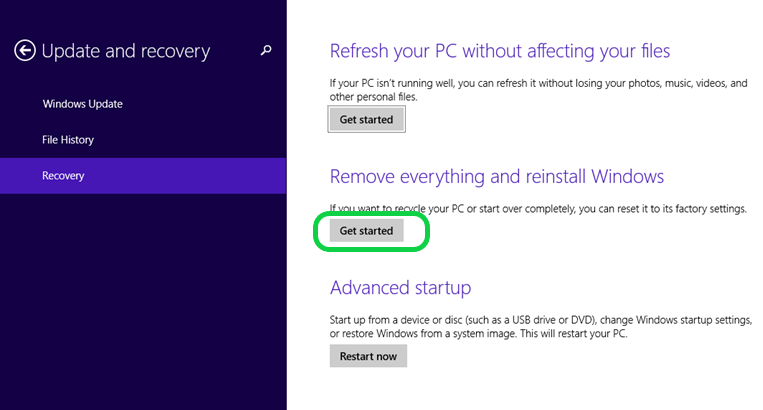 Update and recovery
Windows Update
File History
Recovery
Refresh your PC without affecting your files
If your PC isn't running well, you can refresh it without losing your photos, music, videos, and
other personal files.
Get started
Remove everything and reinstall Windows
If you want to recycle your PC or start over completely, you can reset it to its factory settings.
Get started
Advanced startup
Start up from a device or disc (such as a USB drive or DVD), change Windows startup settings,
or restore Windows from a system image. This will restart your PC.
Restart now